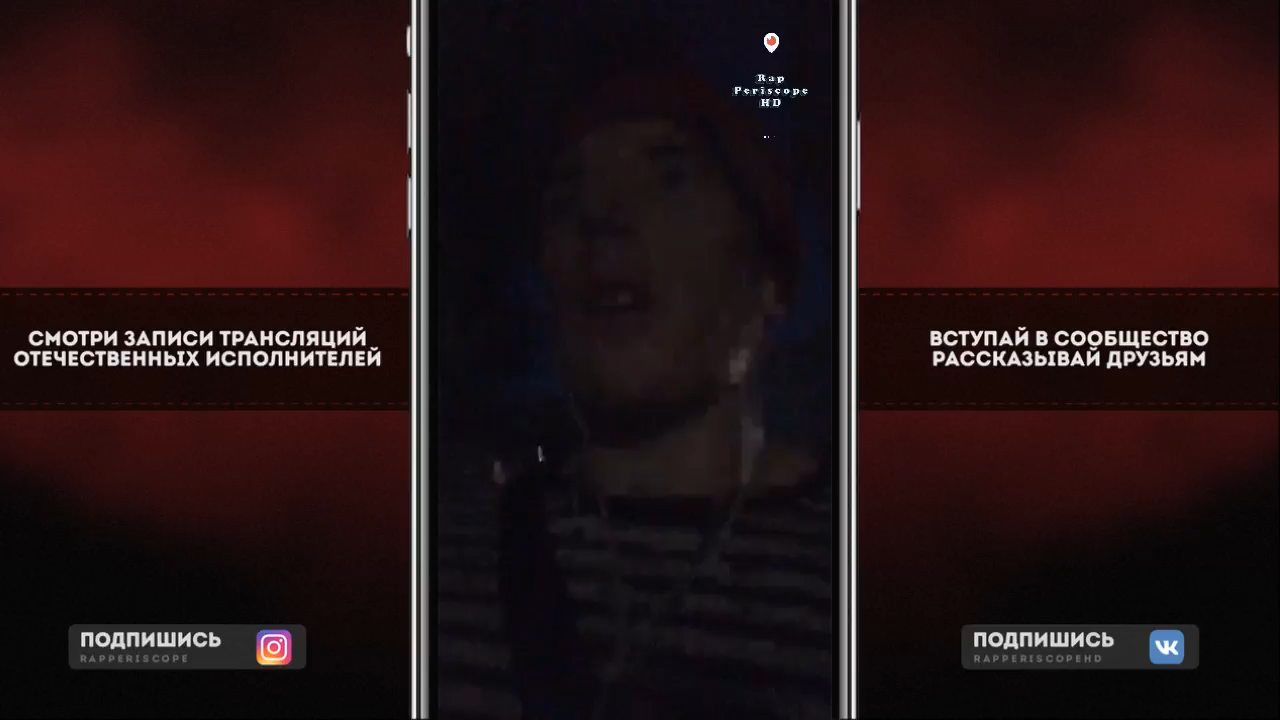 Rap
Periscope
HD
СМОТРИ ЗАПИСИ ТРАНСЛЯЦИЙ
ОТЕЧЕСТВЕННЫХ ИСПОЛНИТЕЛЕЙ
ВСТУПАЙ В СООБЩЕСТВО
РАССКАЗЫВАЙ ДРУЗЬЯМ
ПОДПИШИСЬ
RAPPERISCOPE
ПОДПИШИСЬ
RAPPERISCOPEHD